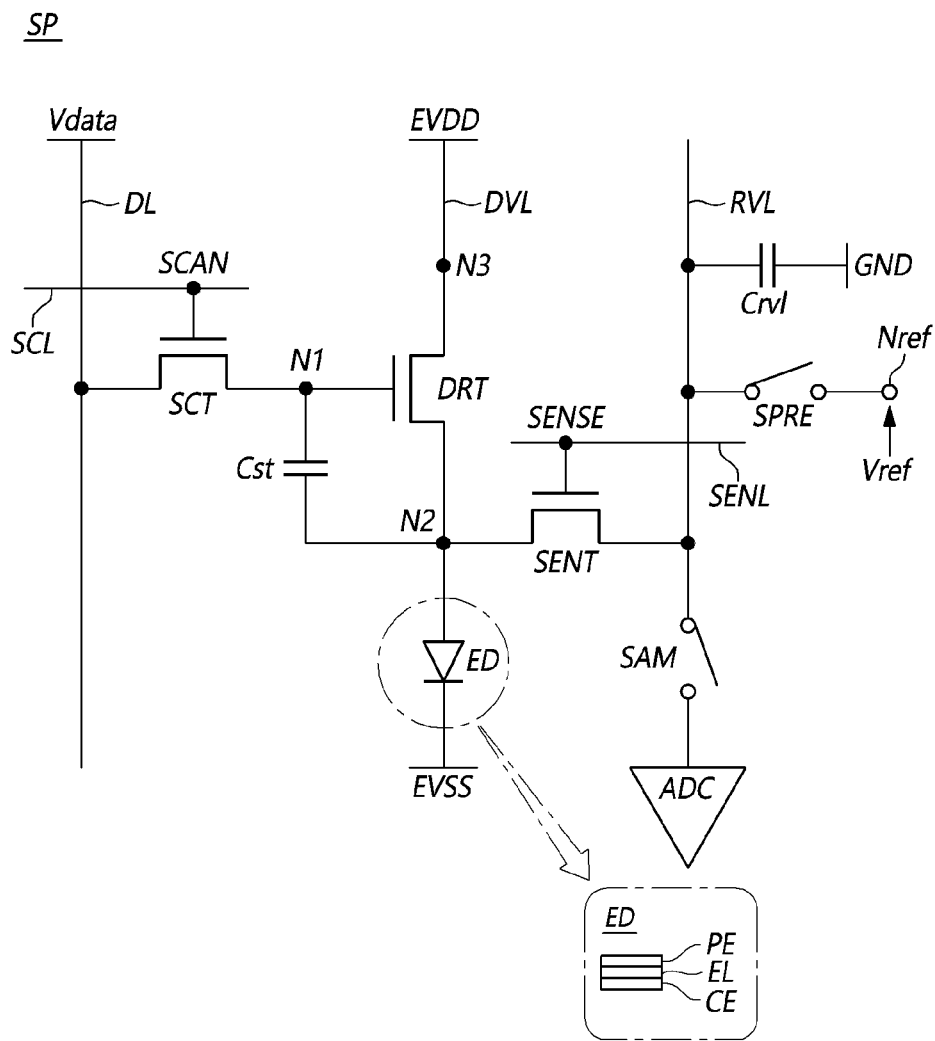 SP
Vdata
EVDD
DL
DVL
RVL
SCAN
N3
GND
Crvl
SCL
Nref
N1
DRT
SCT
SPRE
SENSE
Cst
Vref
SENL
N2
SENT
SAM
ED
EVSS
ADC
ED
PE
EL
CE